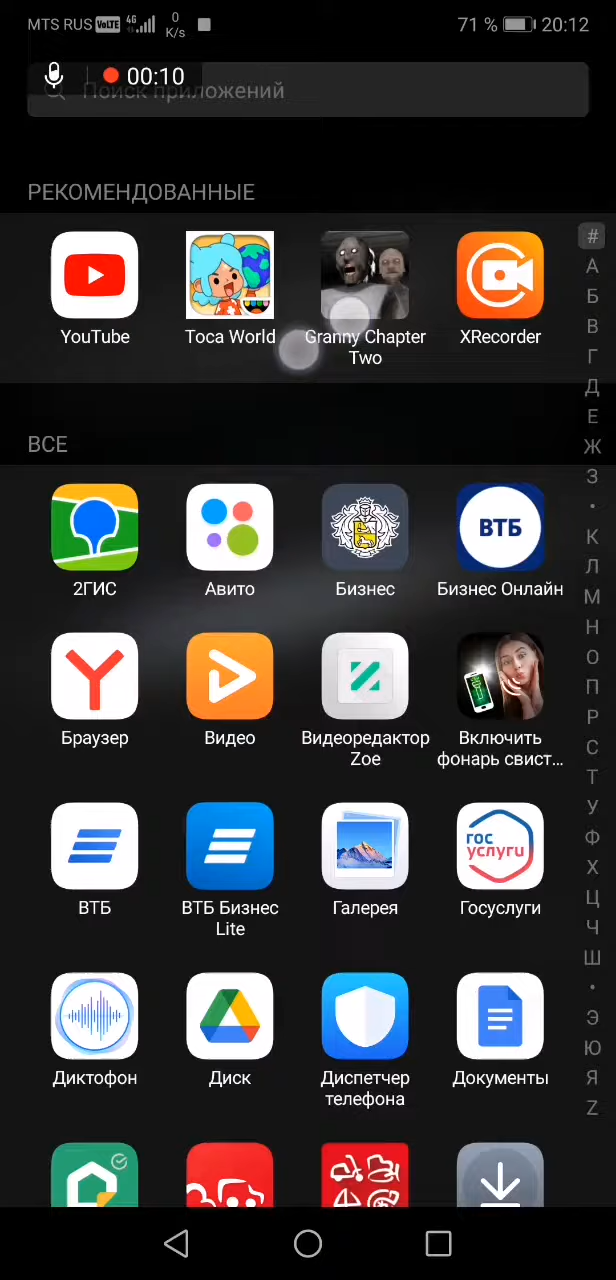 MTS RUS VoLTE 4G 0 K/s 71 % 20:12
00:10
Поиск приложений
РЕКОМЕНДОВАННЫЕ
YouTube Toca World Granny Chapter Two XRecorder
#
А
Б
В
Г
Д
Е
Ж
З
•
К
Л
М
Н
О
П
Р
С
Т
У
Ф
Х
Ц
Ч
Ш
•
Э
Ю
Я
Z
ВСЕ
ВТБ
2ГИС Авито Бизнес Бизнес Онлайн
Браузер Видео Видеоредактор Zoe Включить фонарь свист...
гос
услуги
ВТБ ВТБ Бизнес Lite Галерея Госуслуги
Диктофон Диск Диспетчер телефона Документы